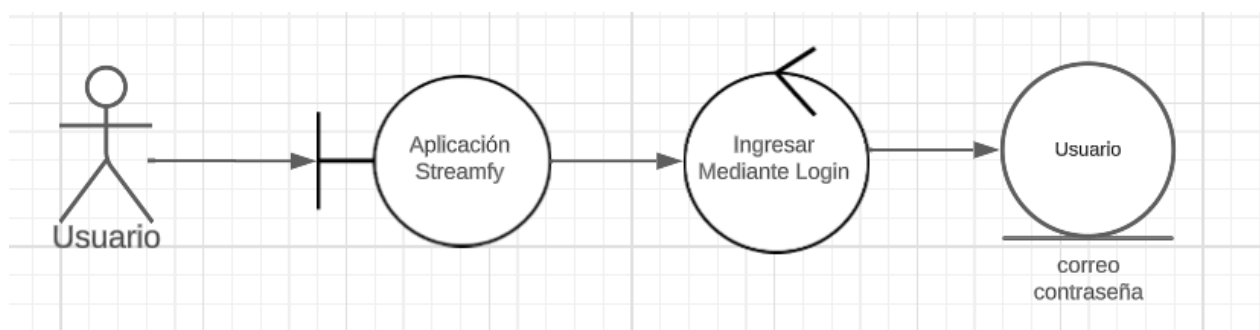 Usuario
Aplicación
Streamfy
Ingresar
Mediante Login
Usuario
correo
contraseña